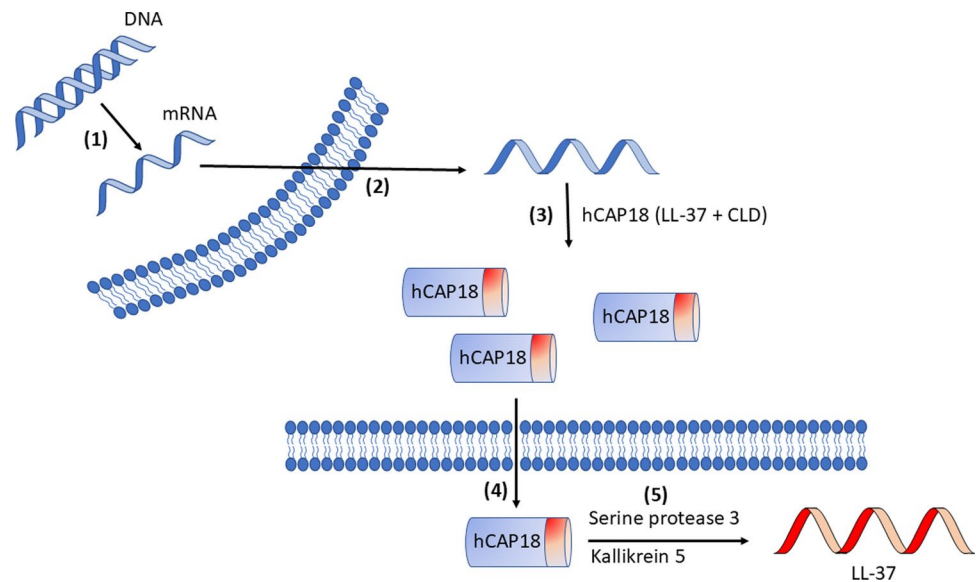 DNA
mRNA
(1)
(2)
(3) hCAP18 (LL-37 + CLD)
hCAP18
hCAP18
hCAP18
(4)
(5)
Serine protease 3
hCAP18
Kallikrein 5
LL-37